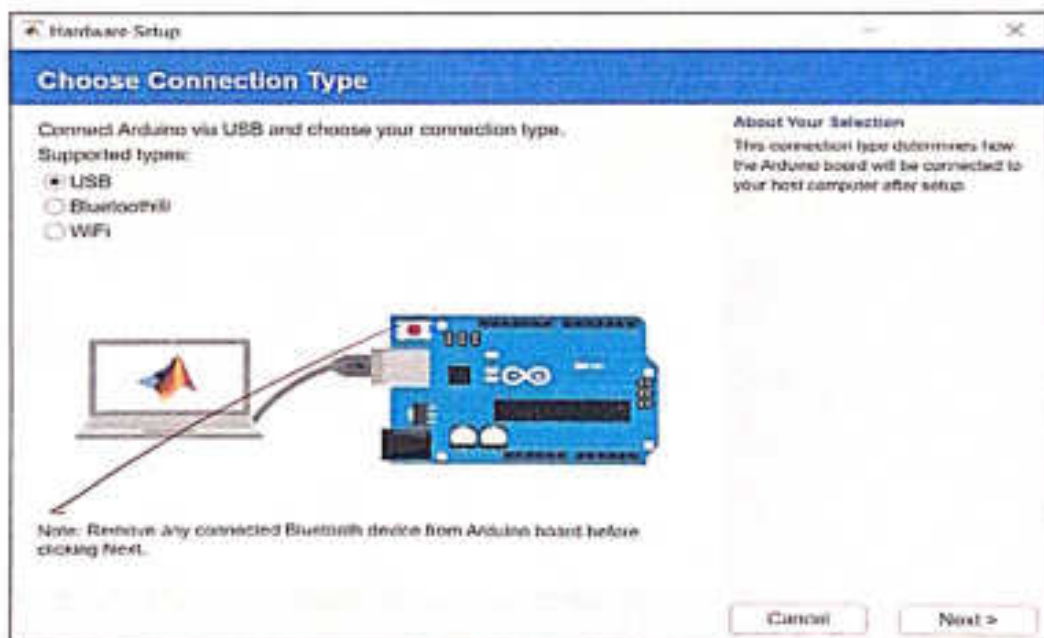 Hardware Setup
Choose Connection Type
Connect Arduino via USB and choose your connection type.
Supported types:
USB
Bluetooth®
WiFi
Note: Remove any connected Bluetooth device from Arduino board before
clicking Next.
About Your Selection
This connection type determines how
the Arduino board will be connected to
your host computer after setup.
Cancel
Next >